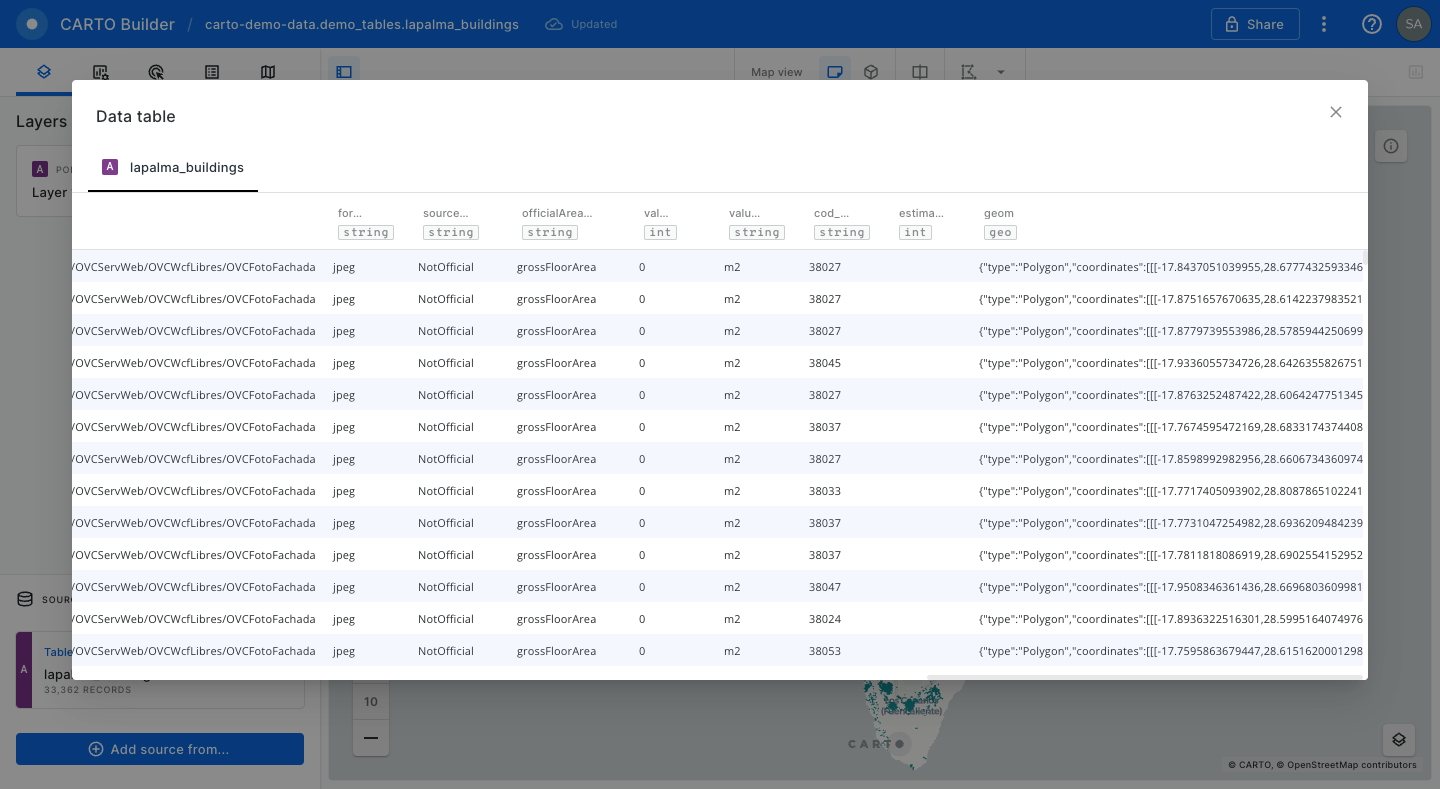 CARTO Builder / carto-demo-data.demo_tables.lapalma_buildings Updated Share SA
Map view
Layers
Data table
A lapalma_buildings
A
Layer
for... source... officialArea... val... valu... cod_... estima... geom
string string string int string string int geo
/OVCServWeb/OVCWcfLibres/OVCFotoFachada jpeg NotOfficial grossFloorArea 0 m2 38027 {"type":"Polygon","coordinates":[[[-17.8437051039955,28.6777432593346
/OVCServWeb/OVCWcfLibres/OVCFotoFachada jpeg NotOfficial grossFloorArea 0 m2 38027 {"type":"Polygon","coordinates":[[[-17.8751657670635,28.6142237983521
/OVCServWeb/OVCWcfLibres/OVCFotoFachada jpeg NotOfficial grossFloorArea 0 m2 38027 {"type":"Polygon","coordinates":[[[-17.8779739553986,28.5785944250699
/OVCServWeb/OVCWcfLibres/OVCFotoFachada jpeg NotOfficial grossFloorArea 0 m2 38045 {"type":"Polygon","coordinates":[[[-17.9336055734726,28.6426355826751
/OVCServWeb/OVCWcfLibres/OVCFotoFachada jpeg NotOfficial grossFloorArea 0 m2 38027 {"type":"Polygon","coordinates":[[[-17.8763252487422,28.6064247751345
/OVCServWeb/OVCWcfLibres/OVCFotoFachada jpeg NotOfficial grossFloorArea 0 m2 38037 {"type":"Polygon","coordinates":[[[-17.7674595472169,28.6833174374408
/OVCServWeb/OVCWcfLibres/OVCFotoFachada jpeg NotOfficial grossFloorArea 0 m2 38027 {"type":"Polygon","coordinates":[[[-17.8598992982956,28.6606734360974
/OVCServWeb/OVCWcfLibres/OVCFotoFachada jpeg NotOfficial grossFloorArea 0 m2 38033 {"type":"Polygon","coordinates":[[[-17.7717405093902,28.8087865102241
/OVCServWeb/OVCWcfLibres/OVCFotoFachada jpeg NotOfficial grossFloorArea 0 m2 38037 {"type":"Polygon","coordinates":[[[-17.7731047254982,28.6936209484239
/OVCServWeb/OVCWcfLibres/OVCFotoFachada jpeg NotOfficial grossFloorArea 0 m2 38037 {"type":"Polygon","coordinates":[[[-17.7811818086919,28.6902554152952
/OVCServWeb/OVCWcfLibres/OVCFotoFachada jpeg NotOfficial grossFloorArea 0 m2 38047 {"type":"Polygon","coordinates":[[[-17.9508346361436,28.6696803609981
/OVCServWeb/OVCWcfLibres/OVCFotoFachada jpeg NotOfficial grossFloorArea 0 m2 38024 {"type":"Polygon","coordinates":[[[-17.8936322516301,28.5995164074976
/OVCServWeb/OVCWcfLibres/OVCFotoFachada jpeg NotOfficial grossFloorArea 0 m2 38053 {"type":"Polygon","coordinates":[[[-17.7595863679447,28.6151620001298
A
Table
33,362 RECORDS
10
Add source from...
CARTO
© CARTO, © OpenStreetMap contributors